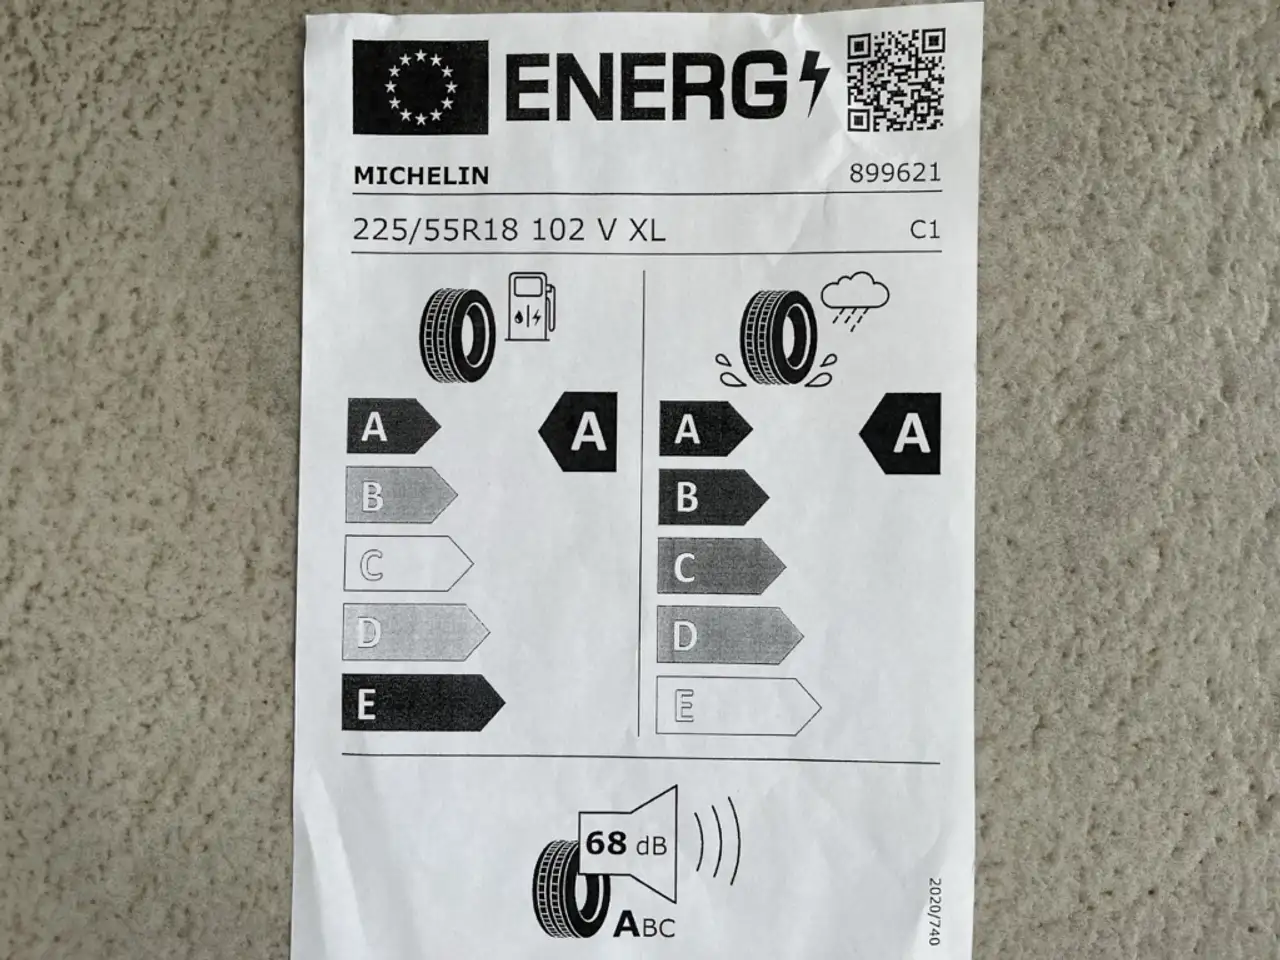 ENERG
MICHELIN 899621
225/55R18 102 V XL C1
A A
B
C
D
E
A A
B
C
D
E
68 dB
ABC
2020/740